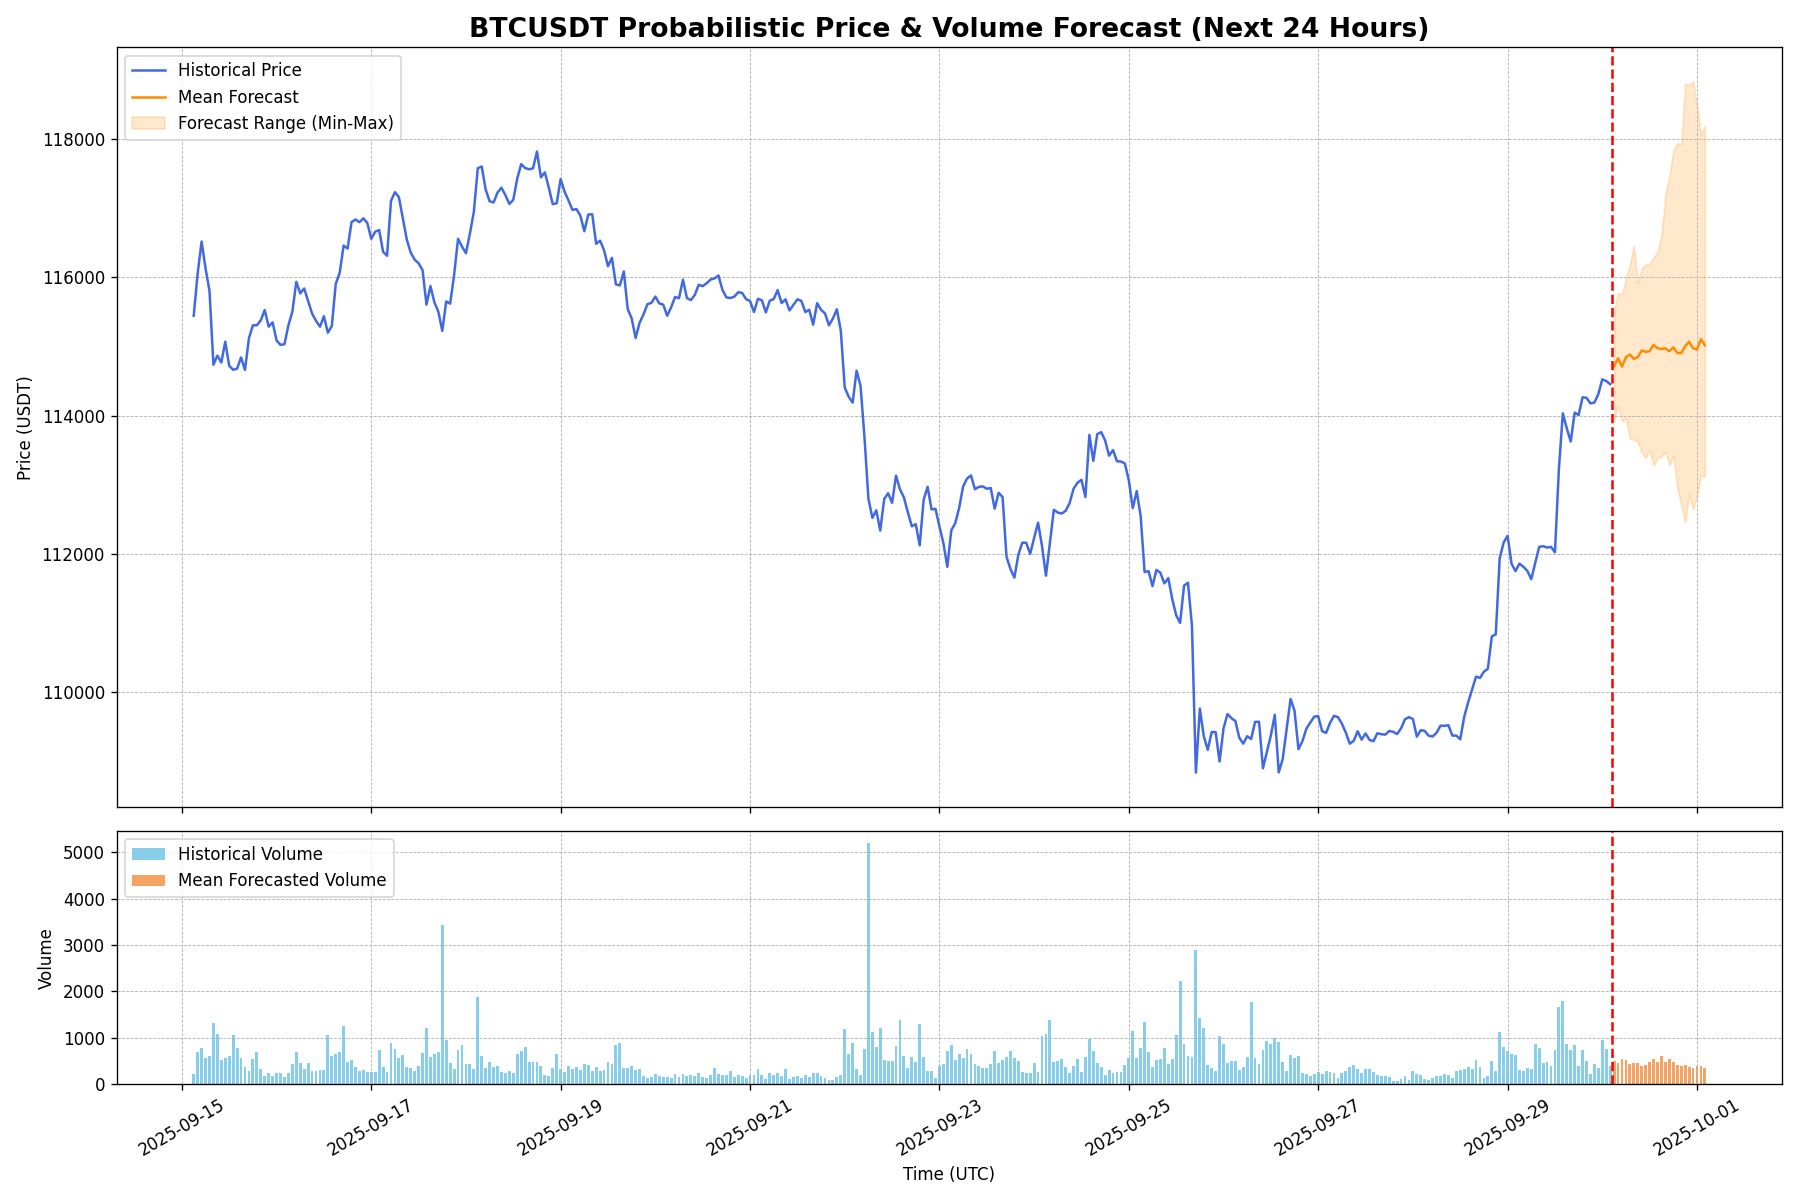 BTCUSDT Probabilistic Price & Volume Forecast (Next 24 Hours)
Historical Price
Mean Forecast
Forecast Range (Min-Max)
118000
116000
114000
112000
110000
Price (USDT)
Historical Volume
Mean Forecasted Volume
5000
4000
3000
2000
1000
0
Volume
2025-09-15
2025-09-17
2025-09-19
2025-09-21
2025-09-23
2025-09-25
2025-09-27
2025-09-29
2025-10-01
Time (UTC)